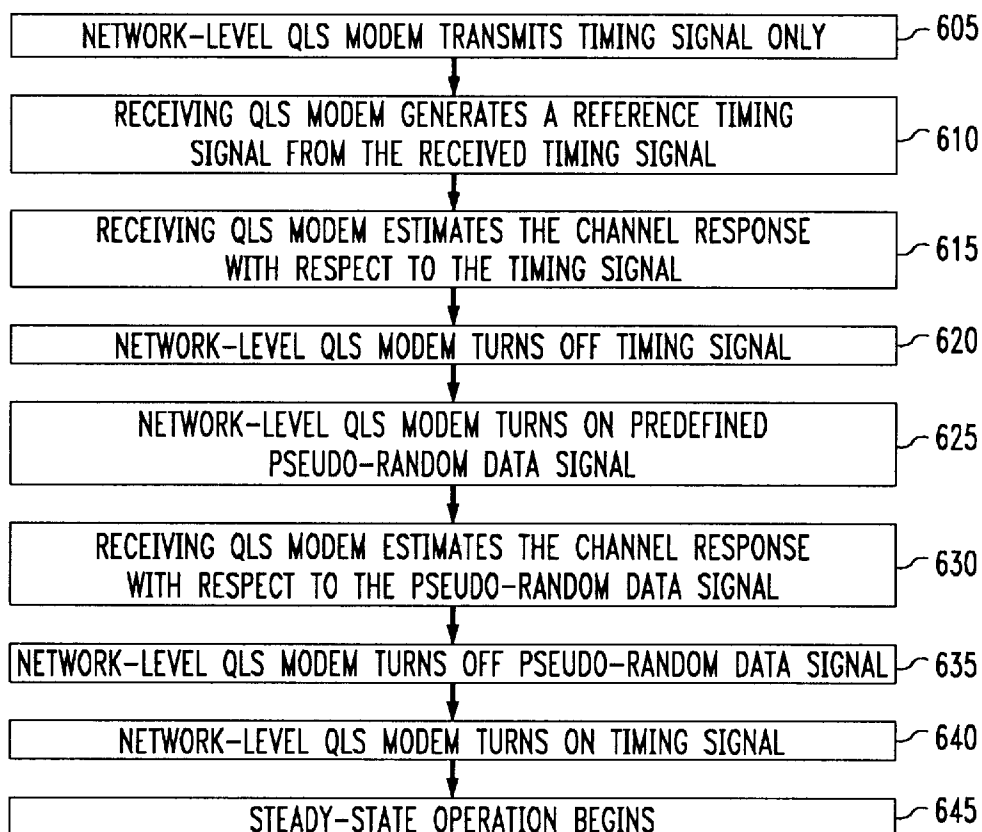 NETWORK-LEVEL QLS MODEM TRANSMITS TIMING SIGNAL ONLY 605
RECEIVING QLS MODEM GENERATES A REFERENCE TIMING
SIGNAL FROM THE RECEIVED TIMING SIGNAL 610
RECEIVING QLS MODEM ESTIMATES THE CHANNEL RESPONSE
WITH RESPECT TO THE TIMING SIGNAL 615
NETWORK-LEVEL QLS MODEM TURNS OFF TIMING SIGNAL 620
NETWORK-LEVEL QLS MODEM TURNS ON PREDEFINED
PSEUDO-RANDOM DATA SIGNAL 625
RECEIVING QLS MODEM ESTIMATES THE CHANNEL RESPONSE
WITH RESPECT TO THE PSEUDO-RANDOM DATA SIGNAL 630
NETWORK-LEVEL QLS MODEM TURNS OFF PSEUDO-RANDOM DATA SIGNAL 635
NETWORK-LEVEL QLS MODEM TURNS ON TIMING SIGNAL 640
STEADY-STATE OPERATION BEGINS 645